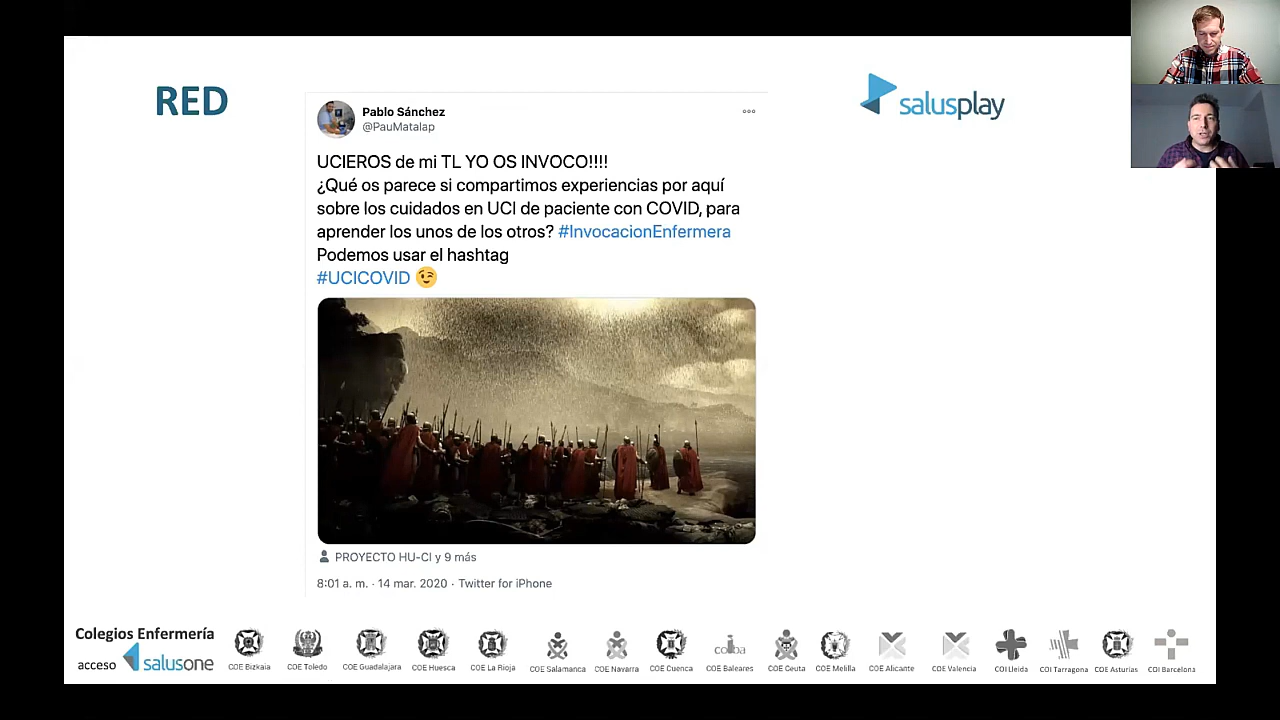 RED
salusplay
Pablo Sánchez
@PauMatalap
UCIEROS de mi TL YO OS INVOCO!!!!
¿Qué os parece si compartimos experiencias por aquí
sobre los cuidados en UCI de paciente con COVID, para
aprender los unos de los otros? #InvocacionEnfermera
Podemos usar el hashtag
#UCICOVID 😉
PROYECTO HU-CI y 9 más
8:01 a. m. · 14 mar. 2020 · Twitter for iPhone
Colegios Enfermería
acceso salusone
COE Bizkaia
COE Toledo
COE Guadalajara
COE Huesca
COE La Rioja
COE Salamanca
COE Navarra
COE Cuenca
COE Baleares
COE Ceuta
COE Melilla
COE Alicante
COE Valencia
COI Lleida
COI Tarragona
COE Asturias
COI Barcelona